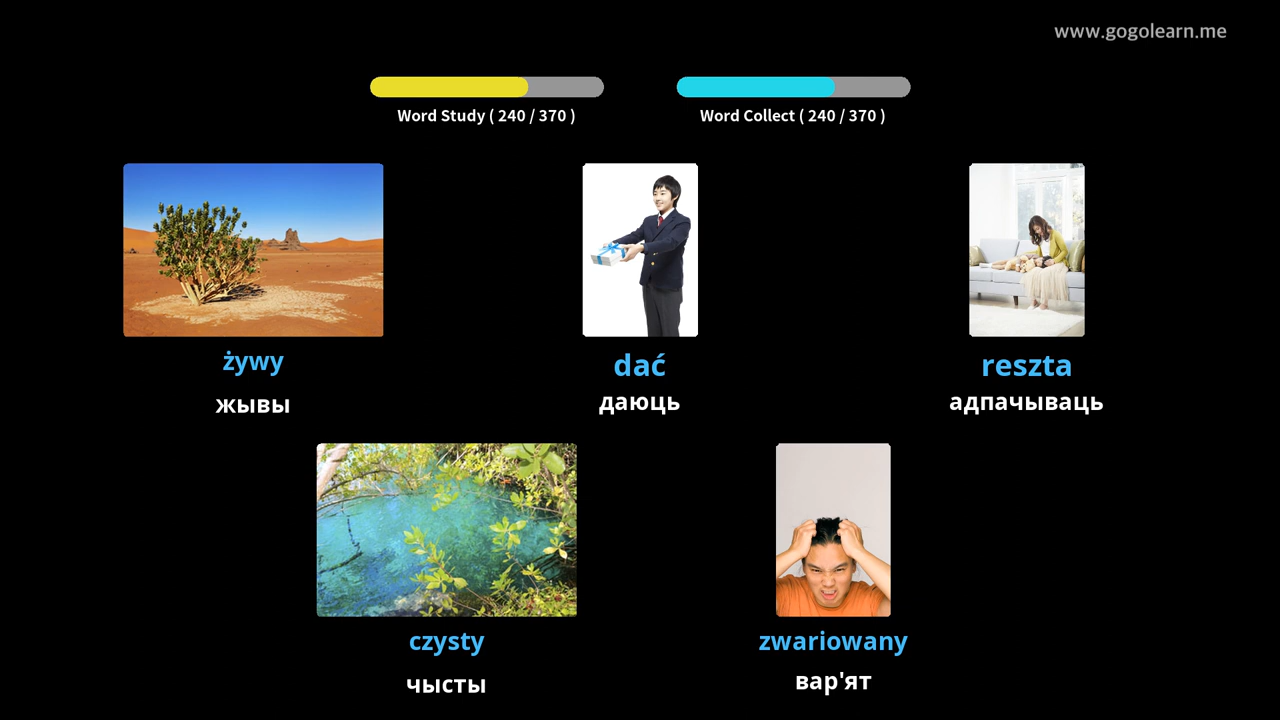 www.gogolearn.me
Word Study ( 240 / 370 )
Word Collect ( 240 / 370 )
żywy
жывы
dać
даюць
reszta
адпачываць
czysty
чысты
zwariowany
вар'ят